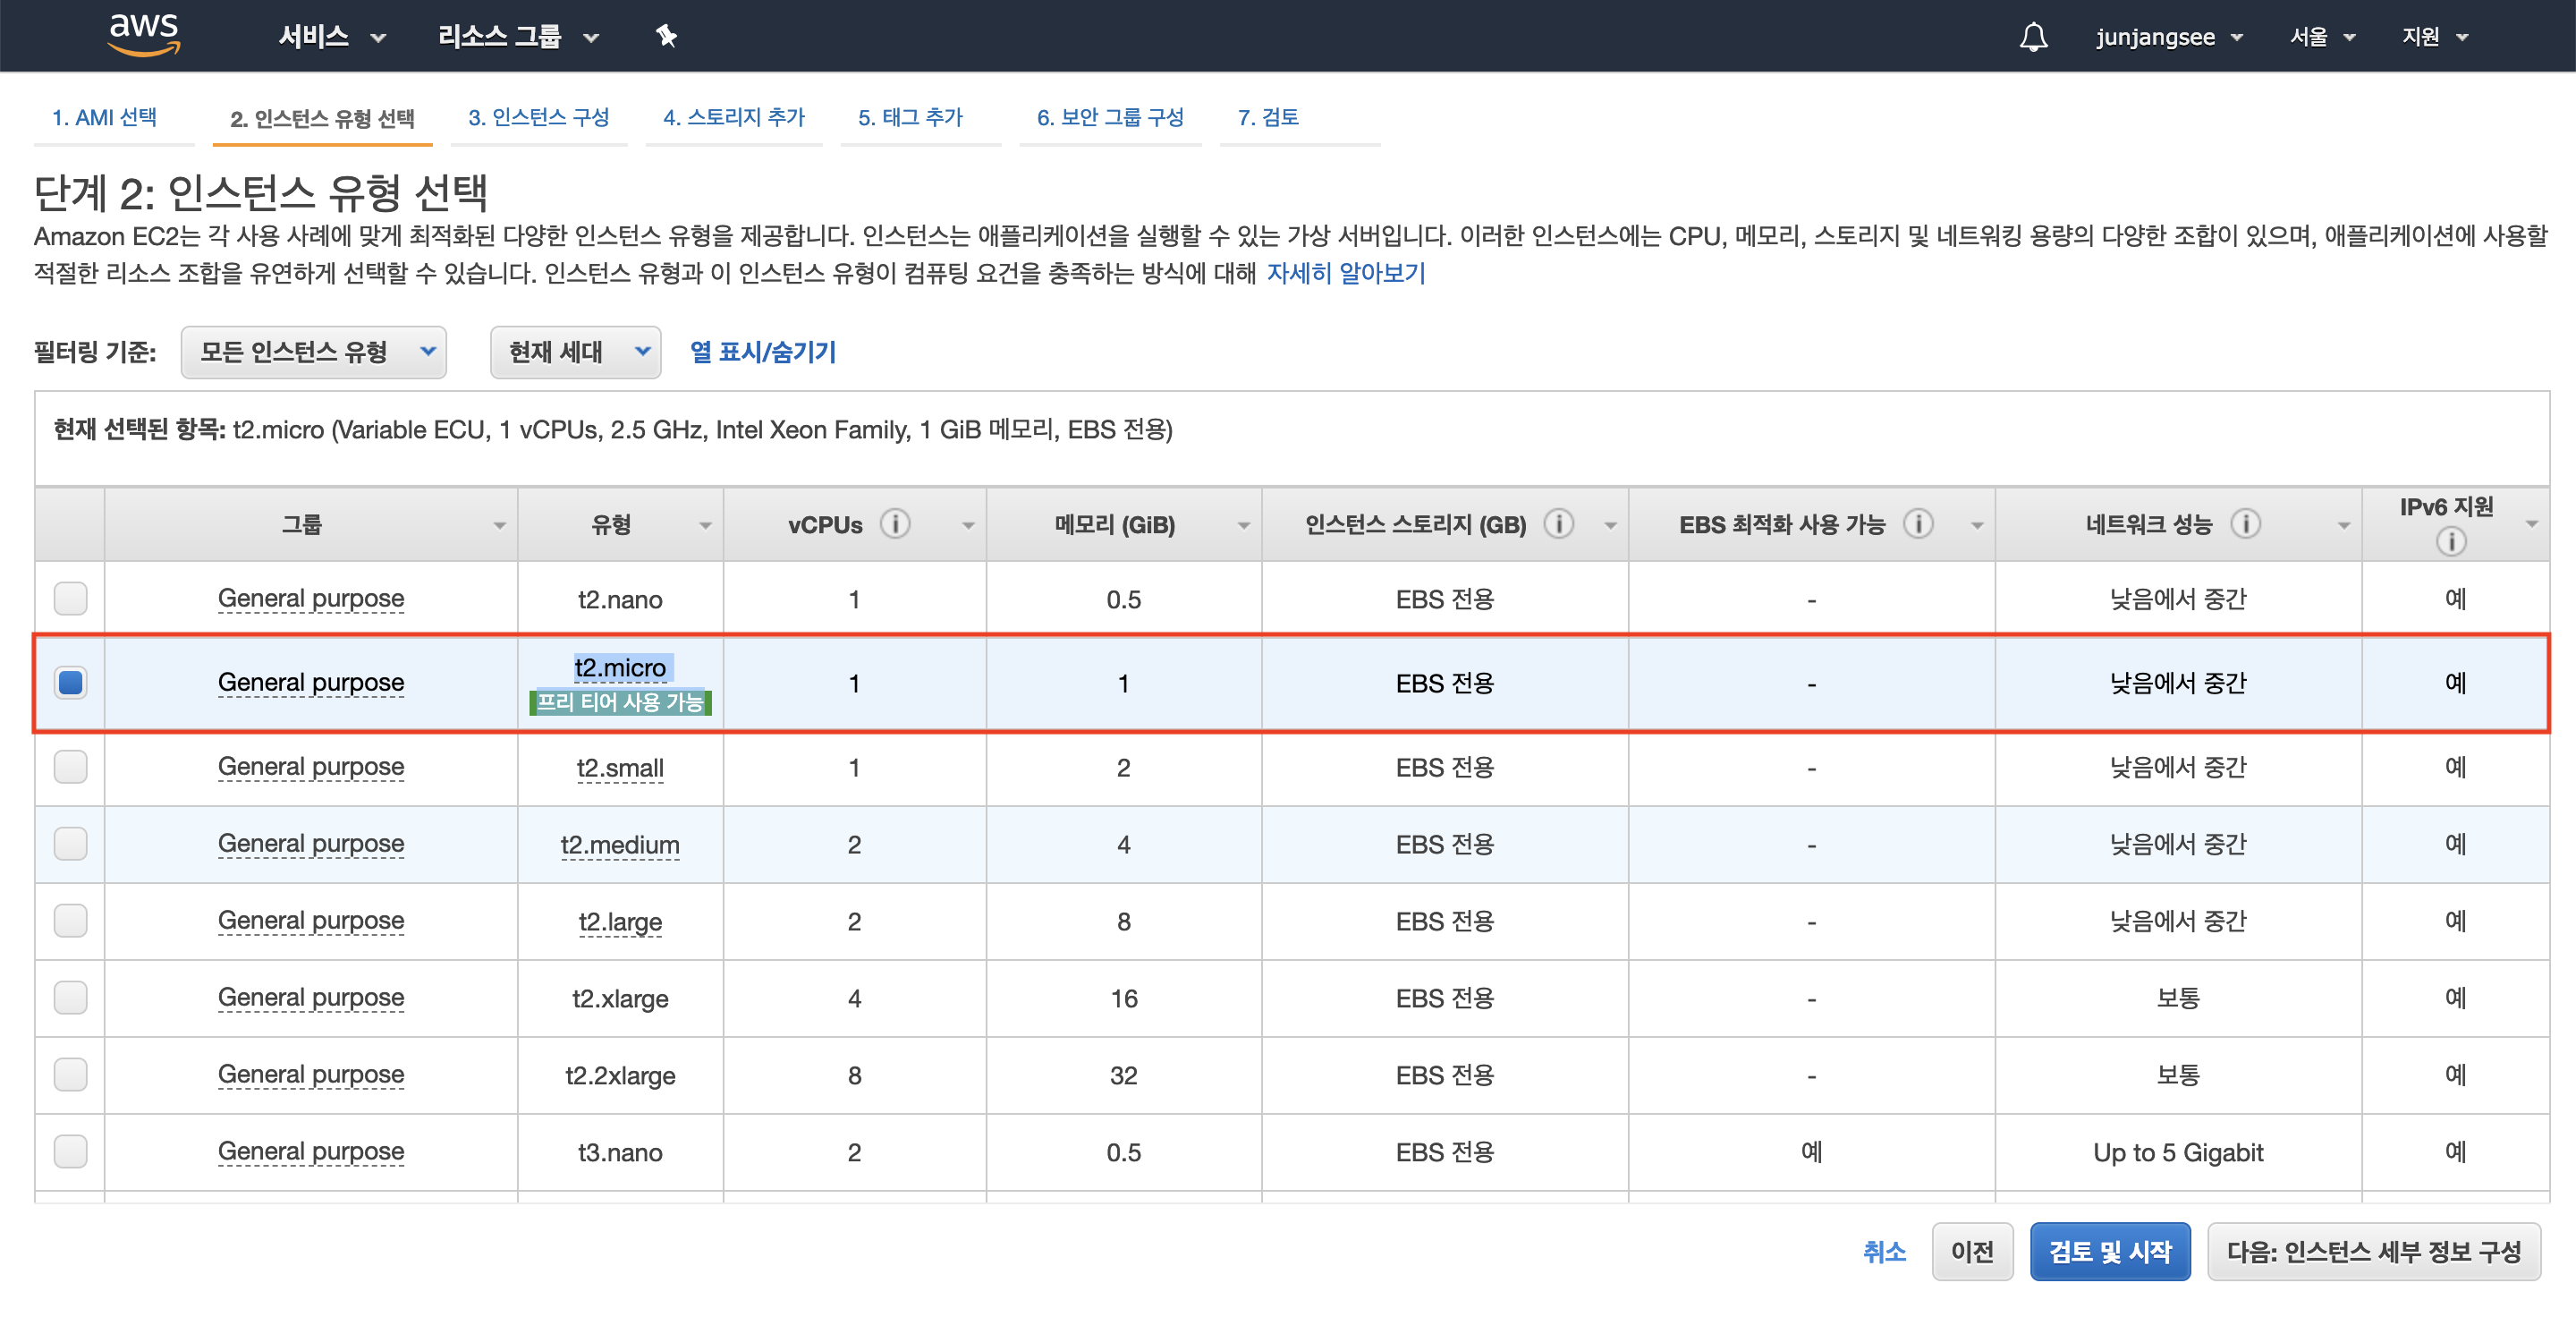 aws 서비스 리소스 그룹 junjangsee 서울 지원
1. AMI 선택 2. 인스턴스 유형 선택 3. 인스턴스 구성 4. 스토리지 추가 5. 태그 추가 6. 보안 그룹 구성 7. 검토
단계 2: 인스턴스 유형 선택
Amazon EC2는 각 사용 사례에 맞게 최적화된 다양한 인스턴스 유형을 제공합니다. 인스턴스는 애플리케이션을 실행할 수 있는 가상 서버입니다. 이러한 인스턴스에는 CPU, 메모리, 스토리지 및 네트워킹 용량의 다양한 조합이 있으며, 애플리케이션에 사용할
적절한 리소스 조합을 유연하게 선택할 수 있습니다. 인스턴스 유형과 이 인스턴스 유형이 컴퓨팅 요건을 충족하는 방식에 대해 자세히 알아보기
필터링 기준: 모든 인스턴스 유형 현재 세대 열 표시/숨기기
현재 선택된 항목: t2.micro (Variable ECU, 1 vCPUs, 2.5 GHz, Intel Xeon Family, 1 GiB 메모리, EBS 전용)
그룹 유형 vCPUs 메모리 (GiB) 인스턴스 스토리지 (GB) EBS 최적화 사용 가능 네트워크 성능 IPv6 지원
General purpose t2.nano 1 0.5 EBS 전용 - 낮음에서 중간 예
General purpose t2.micro 프리 티어 사용 가능 1 1 EBS 전용 - 낮음에서 중간 예
General purpose t2.small 1 2 EBS 전용 - 낮음에서 중간 예
General purpose t2.medium 2 4 EBS 전용 - 낮음에서 중간 예
General purpose t2.large 2 8 EBS 전용 - 낮음에서 중간 예
General purpose t2.xlarge 4 16 EBS 전용 - 보통 예
General purpose t2.2xlarge 8 32 EBS 전용 - 보통 예
General purpose t3.nano 2 0.5 EBS 전용 예 Up to 5 Gigabit 예
취소 이전 검토 및 시작 다음: 인스턴스 세부 정보 구성